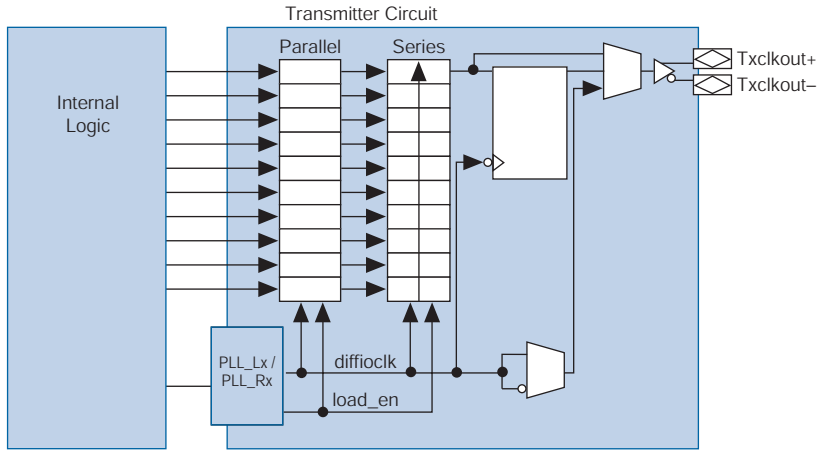 Transmitter Circuit
Parallel
Series
Internal
Logic
Txclkout+
Txclkout–
PLL_Lx /
PLL_Rx
diffioclk
load_en